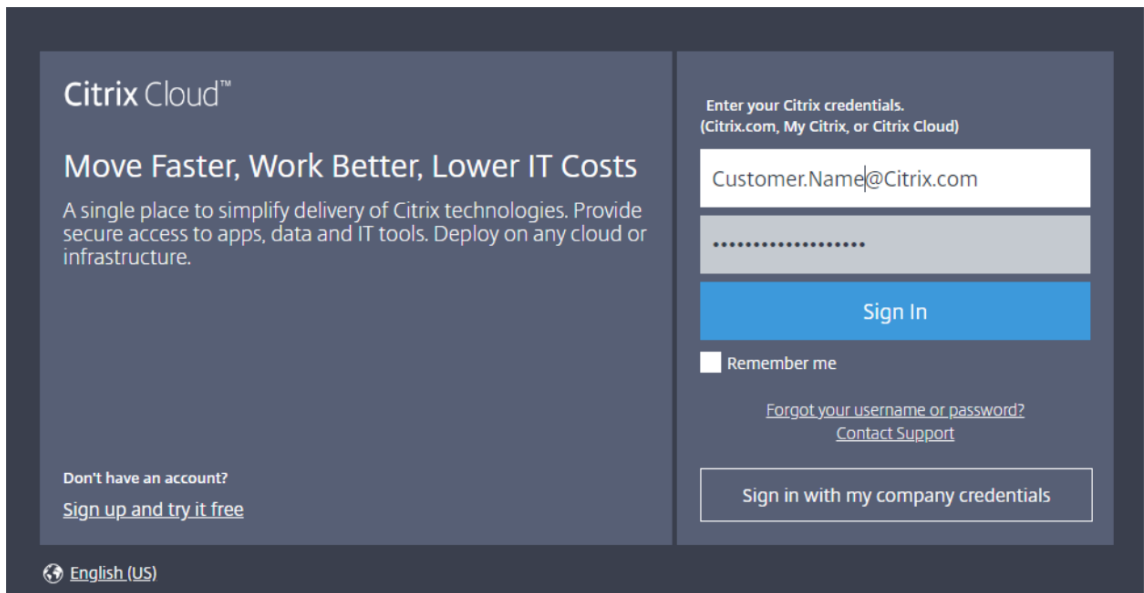 Citrix Cloud™
Move Faster, Work Better, Lower IT Costs
A single place to simplify delivery of Citrix technologies. Provide
secure access to apps, data and IT tools. Deploy on any cloud or
infrastructure.
Don't have an account?
Sign up and try it free
Enter your Citrix credentials.
(Citrix.com, My Citrix, or Citrix Cloud)
Customer.Name@Citrix.com
•••••••••••••••••••
Sign In
Remember me
Forgot your username or password?
Contact Support
Sign in with my company credentials
English (US)